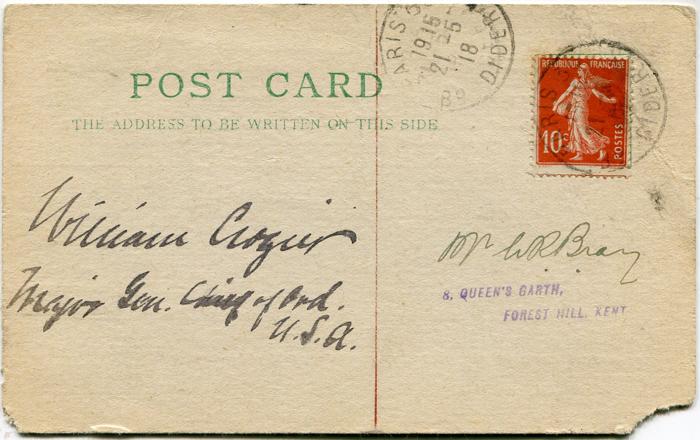 PARIS
1915
21 25
18
Bᴰ DIDEROT
POST CARD
THE ADDRESS TO BE WRITTEN ON THIS SIDE
REPUBLIQUE FRANÇAISE
10c
POSTES
William Crozier
Major Gen. Chief of Ord.
U.S.A.
Mr W R Bray
8, QUEEN'S GARTH,
FOREST HILL, KENT